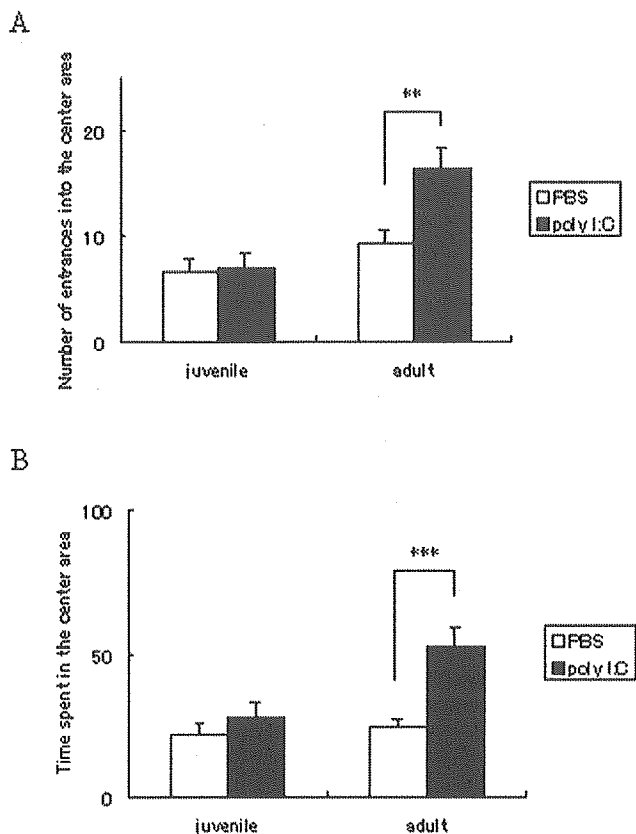 A
Number of entrances into the center area
20
10
0
**
juvenile
adult
PBS
poly I:C
B
Time spent in the center area
100
50
0
***
juvenile
adult
PBS
poly I:C